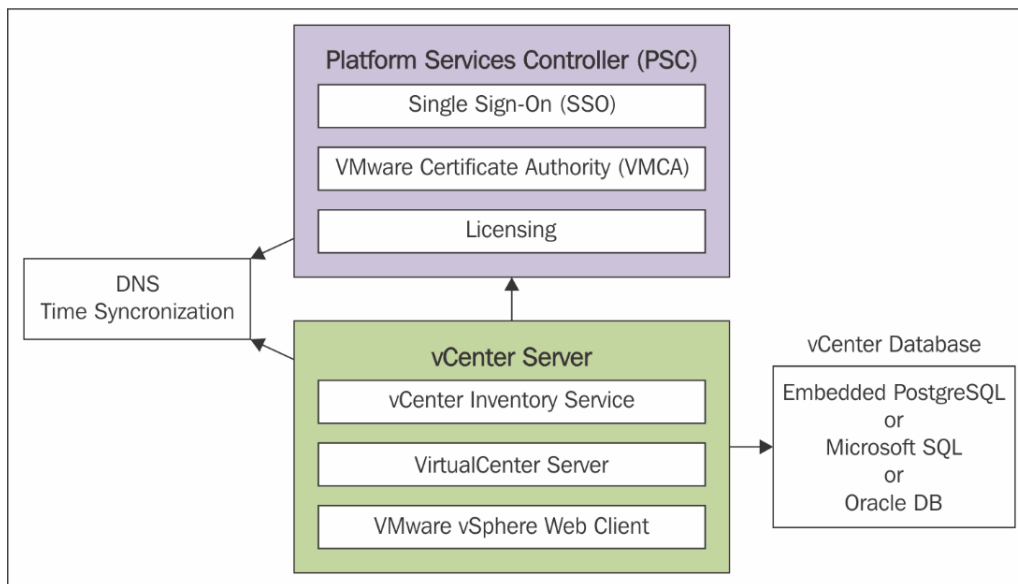 Platform Services Controller (PSC)
Single Sign-On (SSO)
VMware Certificate Authority (VMCA)
Licensing
DNS
Time Syncronization
vCenter Server
vCenter Inventory Service
VirtualCenter Server
VMware vSphere Web Client
vCenter Database
Embedded PostgreSQL
or
Microsoft SQL
or
Oracle DB